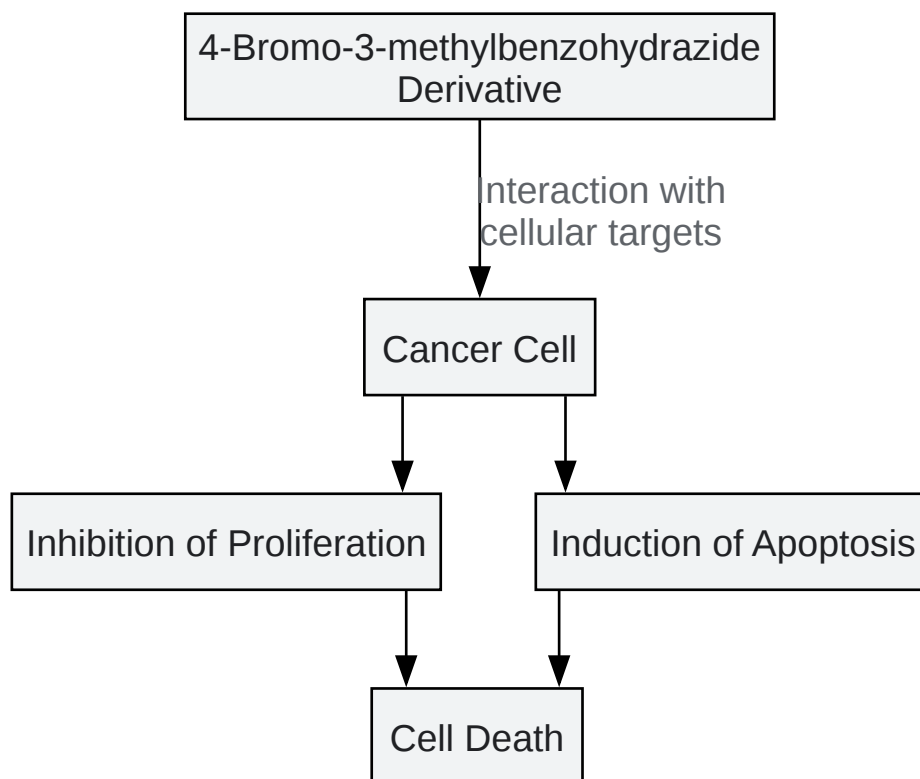 4-Bromo-3-methylbenzohydrazide
Derivative
Interaction with
cellular targets
Cancer Cell
Inhibition of Proliferation
Induction of Apoptosis
Cell Death